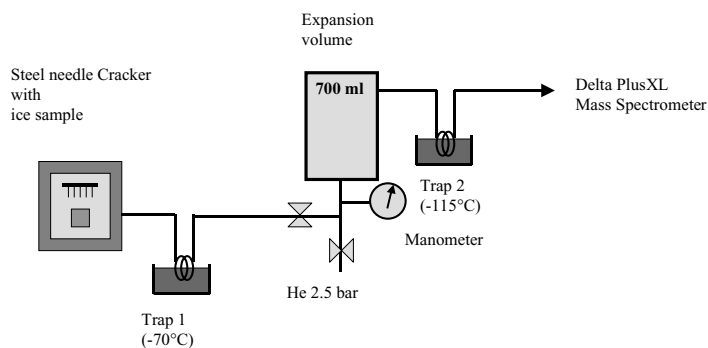 Expansion
volume
Steel needle Cracker
with
ice sample
700 ml
Delta PlusXL
Mass Spectrometer
Trap 2
(-115°C)
Manometer
He 2.5 bar
Trap 1
(-70°C)